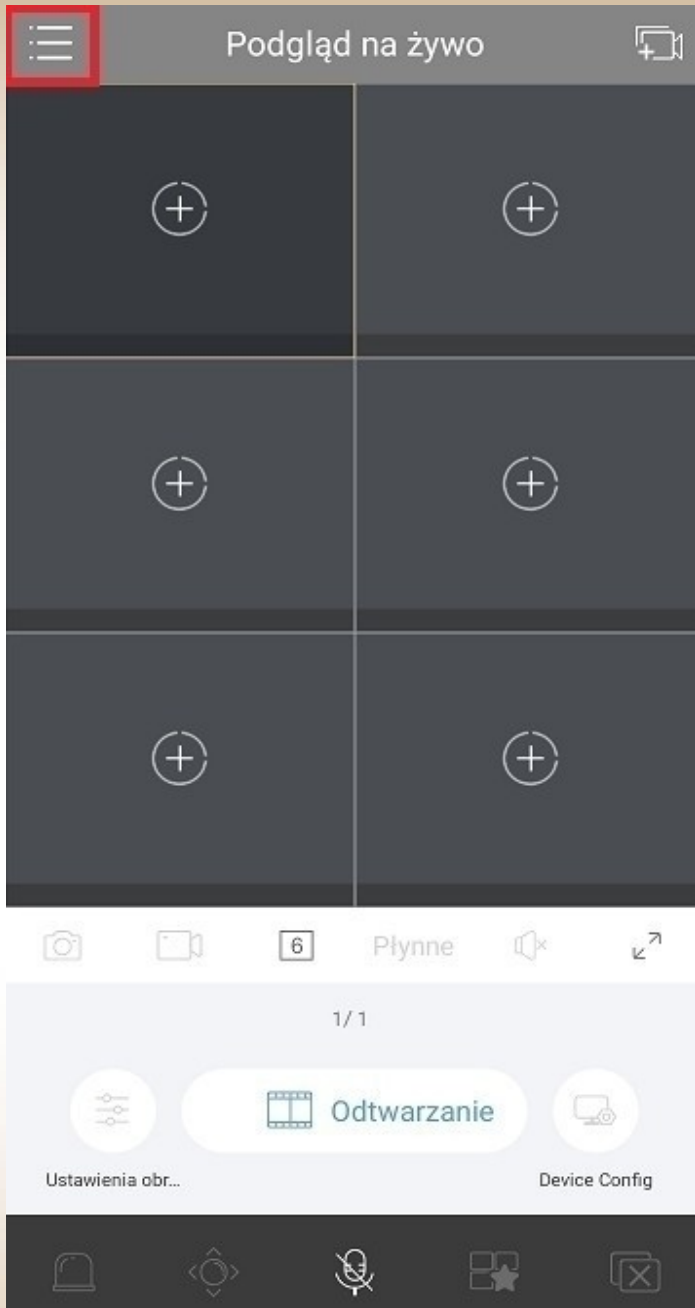 Podgląd na żywo
6
Płynne
1/1
Odtwarzanie
Ustawienia obr...
Device Config